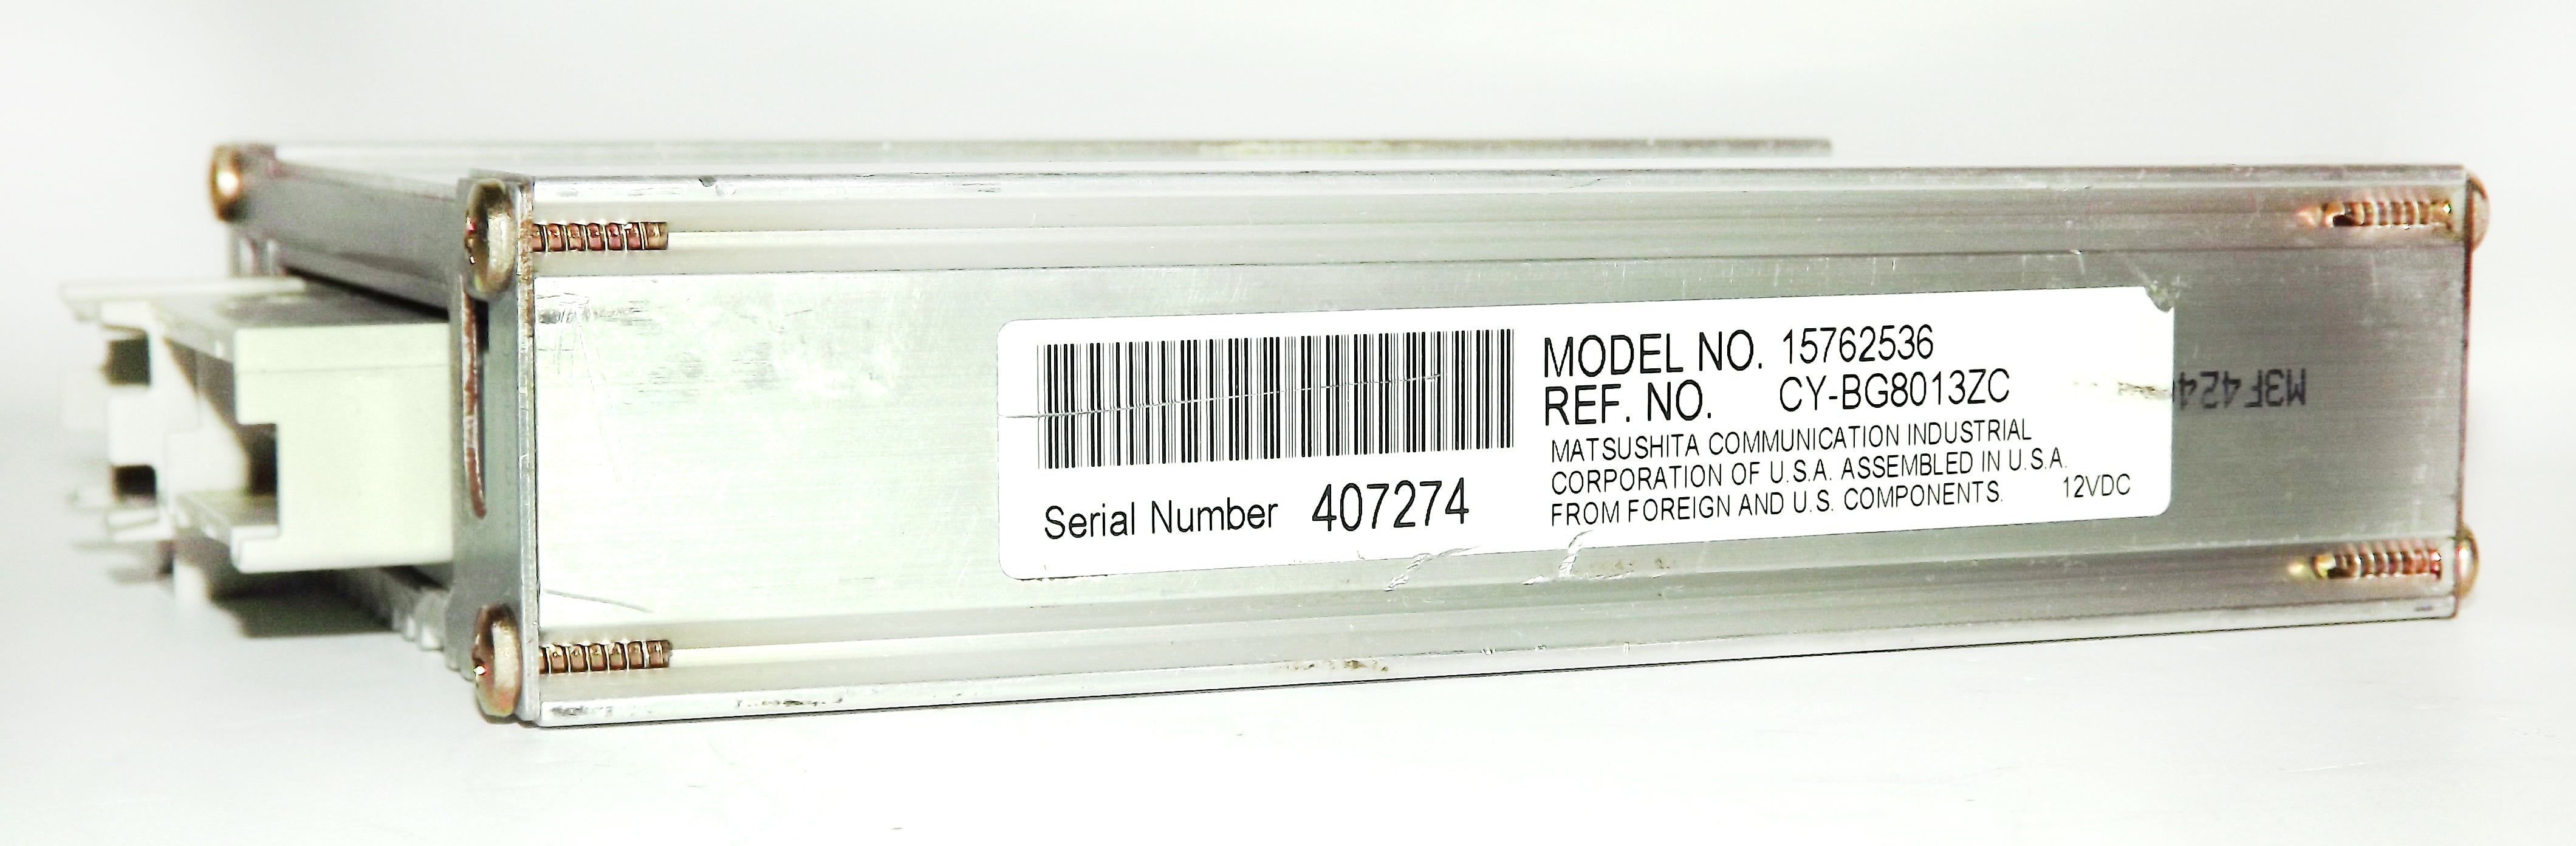 MODEL NO. 15762536
REF. NO. CY-BG8013ZC
MATSUSHITA COMMUNICATION INDUSTRIAL
CORPORATION OF U.S.A. ASSEMBLED IN U.S.A.
FROM FOREIGN AND U.S. COMPONENTS. 12VDC
Serial Number 407274